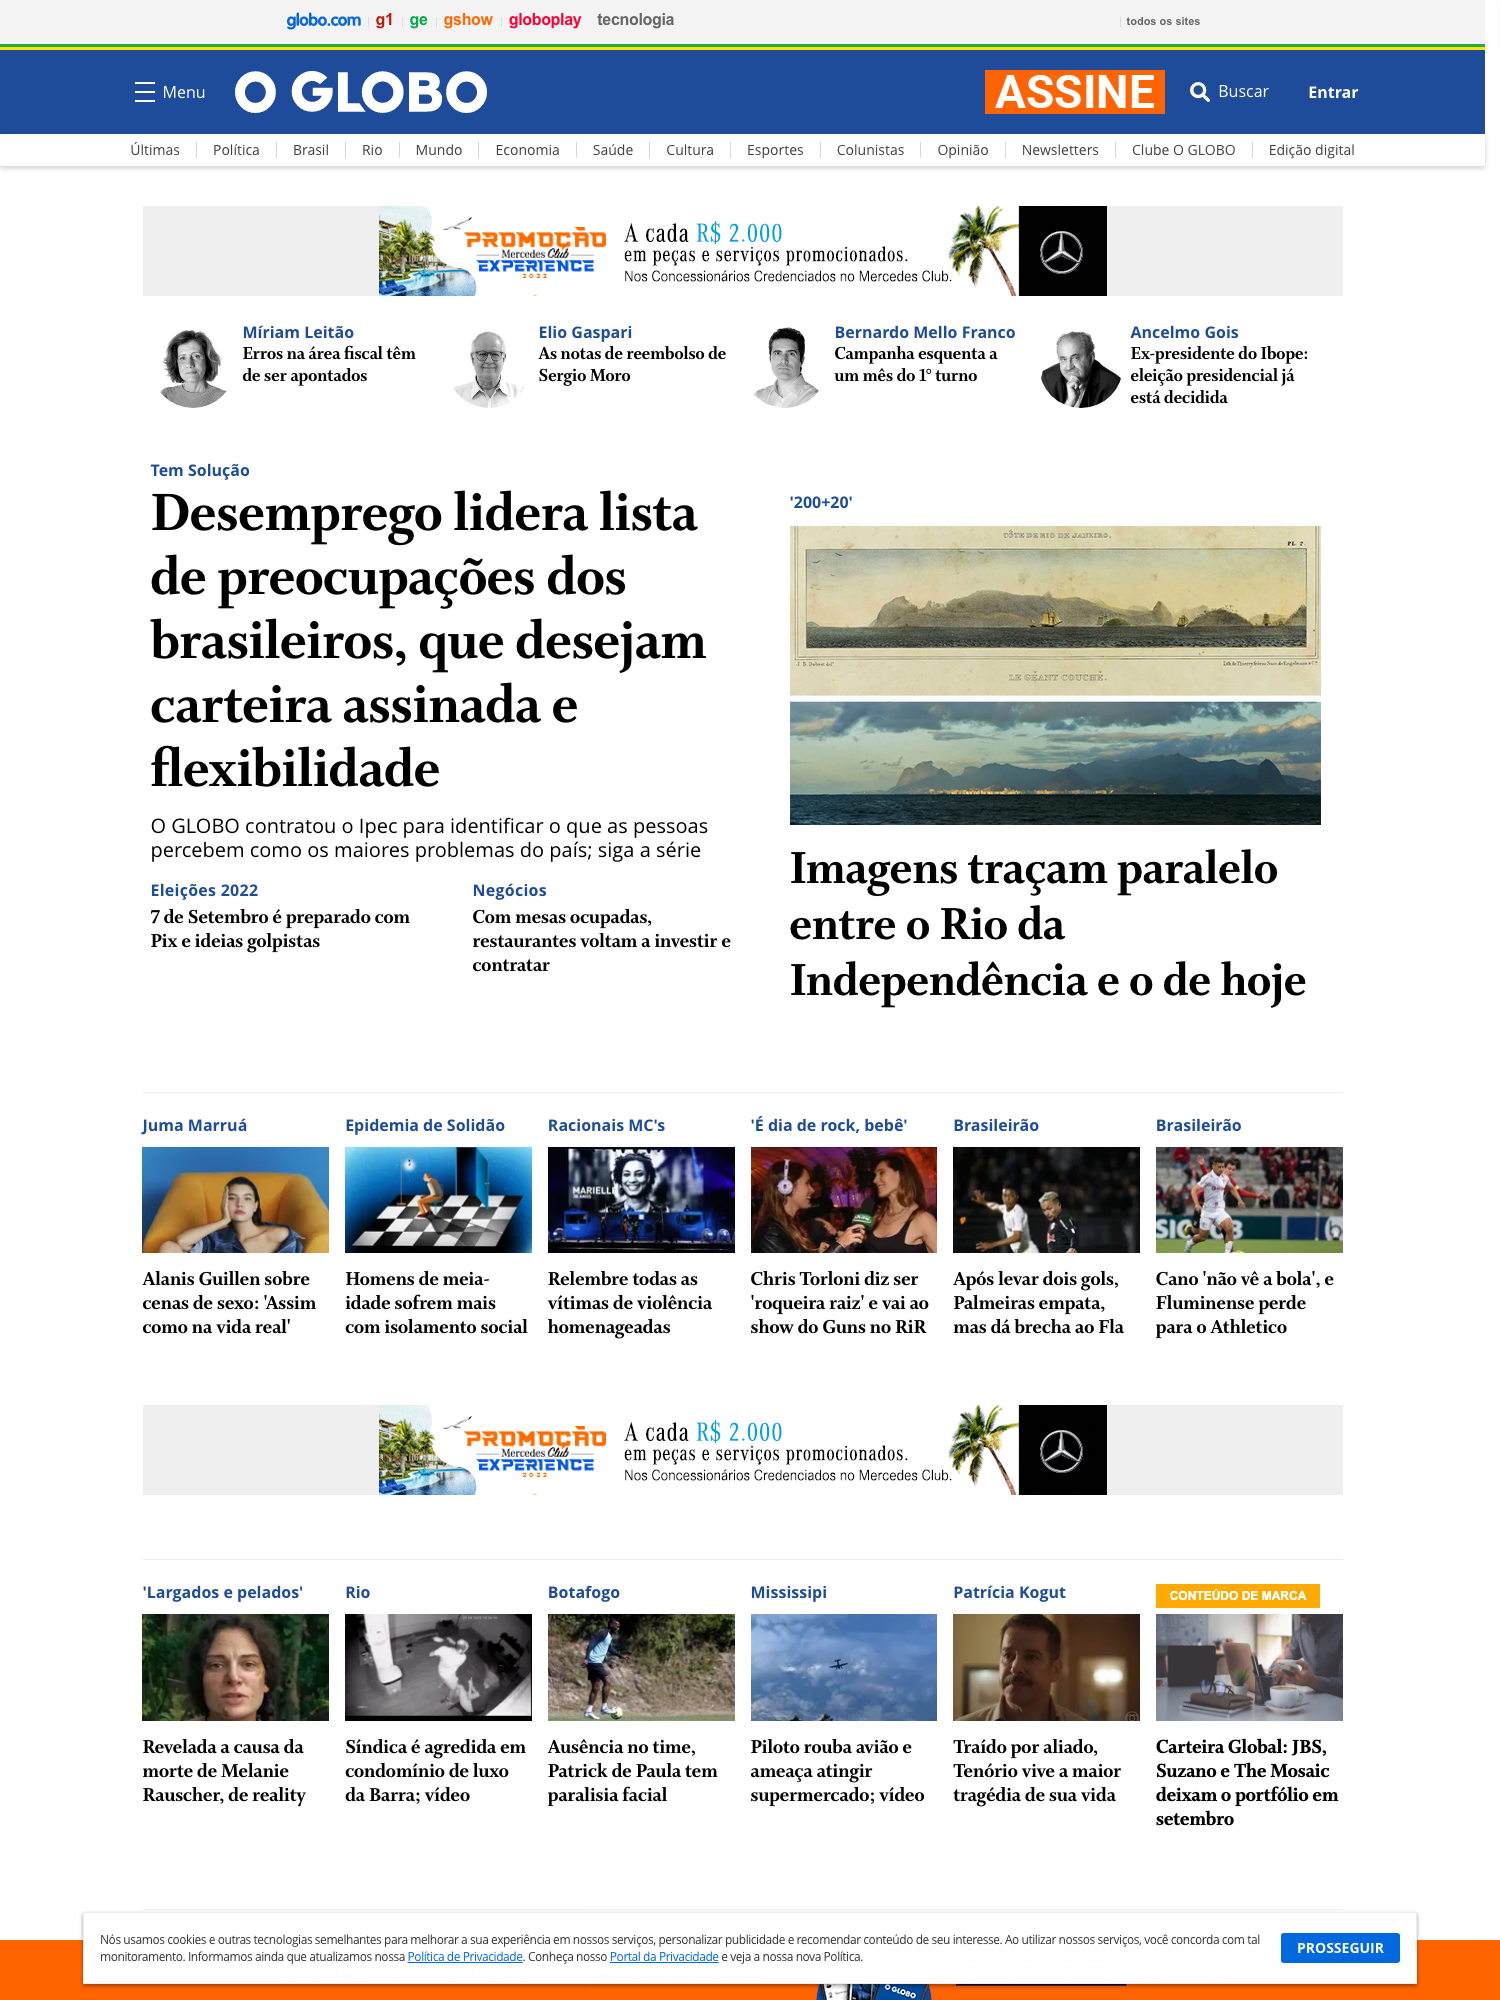 globo.com g1 ge gshow globoplay tecnologia todos os sites
Menu O GLOBO ASSINE Buscar Entrar
Últimas Política Brasil Rio Mundo Economia Saúde Cultura Esportes Colunistas Opinião Newsletters Clube O GLOBO Edição digital
PROMOÇÃO
Mercedes Club
EXPERIENCE
2022
A cada R$ 2.000
em peças e serviços promocionados.
Nos Concessionários Credenciados no Mercedes Club.
Míriam Leitão
Erros na área fiscal têm
de ser apontados
Elio Gaspari
As notas de reembolso de
Sergio Moro
Bernardo Mello Franco
Campanha esquenta a
um mês do 1º turno
Ancelmo Gois
Ex-presidente do Ibope:
eleição presidencial já
está decidida
Tem Solução
Desemprego lidera lista
de preocupações dos
brasileiros, que desejam
carteira assinada e
flexibilidade
O GLOBO contratou o Ipec para identificar o que as pessoas
percebem como os maiores problemas do país; siga a série
Eleições 2022
7 de Setembro é preparado com
Pix e ideias golpistas
Negócios
Com mesas ocupadas,
restaurantes voltam a investir e
contratar
'200+20'
CÔTE DE RIO DE JANEIRO.
PL. 2.
LE GÉANT COUCHÉ.
Imagens traçam paralelo
entre o Rio da
Independência e o de hoje
Juma Marruá
Alanis Guillen sobre
cenas de sexo: 'Assim
como na vida real'
Epidemia de Solidão
Homens de meia-
idade sofrem mais
com isolamento social
Racionais MC's
MARIELLE
Relembre todas as
vítimas de violência
homenageadas
'É dia de rock, bebê'
Chris Torloni diz ser
'roqueira raiz' e vai ao
show do Guns no RiR
Brasileirão
Após levar dois gols,
Palmeiras empata,
mas dá brecha ao Fla
Brasileirão
Cano 'não vê a bola', e
Fluminense perde
para o Athletico
PROMOÇÃO
Mercedes Club
EXPERIENCE
2022
A cada R$ 2.000
em peças e serviços promocionados.
Nos Concessionários Credenciados no Mercedes Club.
'Largados e pelados'
Revelada a causa da
morte de Melanie
Rauscher, de reality
Rio
Síndica é agredida em
condomínio de luxo
da Barra; vídeo
Botafogo
Ausência no time,
Patrick de Paula tem
paralisia facial
Mississipi
Piloto rouba avião e
ameaça atingir
supermercado; vídeo
Patrícia Kogut
Traído por aliado,
Tenório vive a maior
tragédia de sua vida
CONTEÚDO DE MARCA
Carteira Global: JBS,
Suzano e The Mosaic
deixam o portfólio em
setembro
Nós usamos cookies e outras tecnologias semelhantes para melhorar a sua experiência em nossos serviços, personalizar publicidade e recomendar conteúdo de seu interesse. Ao utilizar nossos serviços, você concorda com tal
monitoramento. Informamos ainda que atualizamos nossa Política de Privacidade. Conheça nosso Portal da Privacidade e veja a nossa nova Política.
PROSSEGUIR
O GLOBO